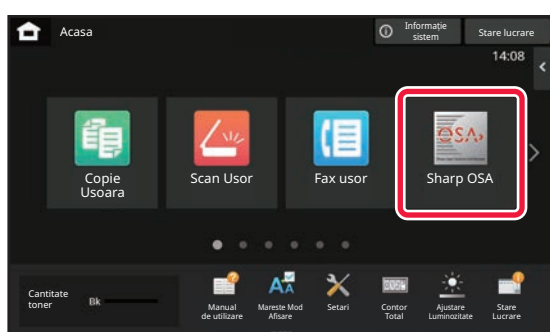 Acasa
Informație
sistem
Stare lucrare
14:08
Copie
Usoara
Scan Usor
Fax usor
OSA
Sharp OSA
Cantitate
toner
Bk
Manual
de utilizare
Mareste Mod
Afisare
Setari
Contor
Total
Ajustare
Luminozitate
Stare
Lucrare